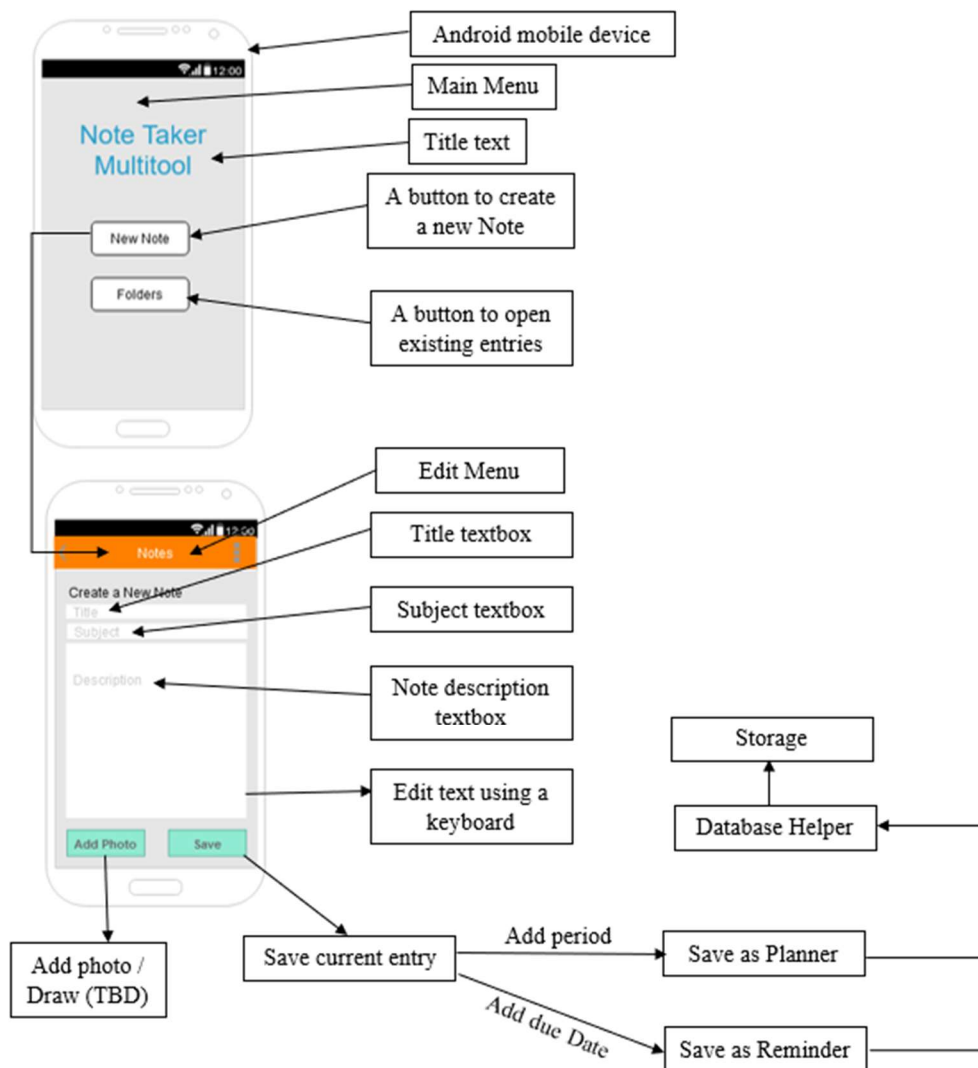 Android mobile device
12:00
Main Menu
Note Taker
Multitool
Title text
A button to create
a new Note
New Note
Folders
A button to open
existing entries
Edit Menu
12:00
Notes
Title textbox
Create a New Note
Title
Subject textbox
Subject
Description
Note description
textbox
Storage
Edit text using a
keyboard
Database Helper
Add Photo
Save
Add photo /
Draw (TBD)
Save current entry
Add period
Save as Planner
Add due Date
Save as Reminder